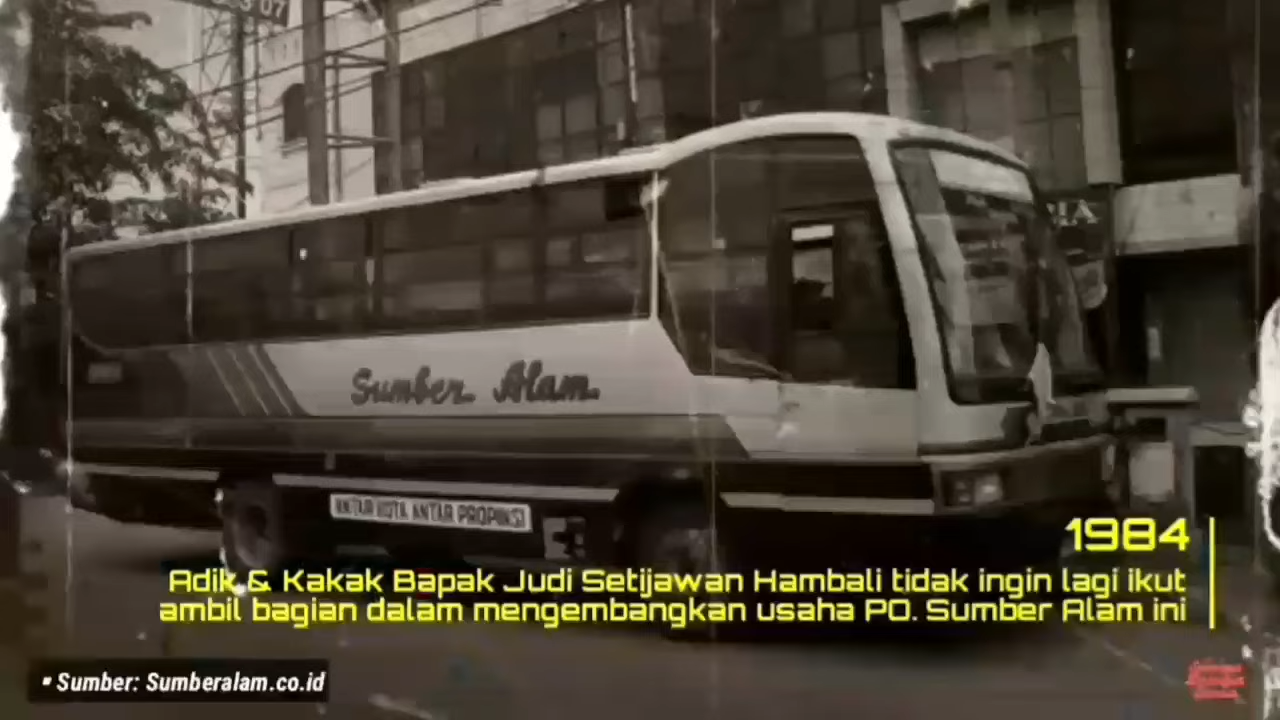 Sumber Alam
ANTAR KOTA ANTAR PROPINSI
1984
Adik & Kakak Bapak Judi Setijawan Hambali tidak ingin lagi ikut
ambil bagian dalam mengembangkan usaha PO. Sumber Alam ini
▪ Sumber: Sumberalam.co.id